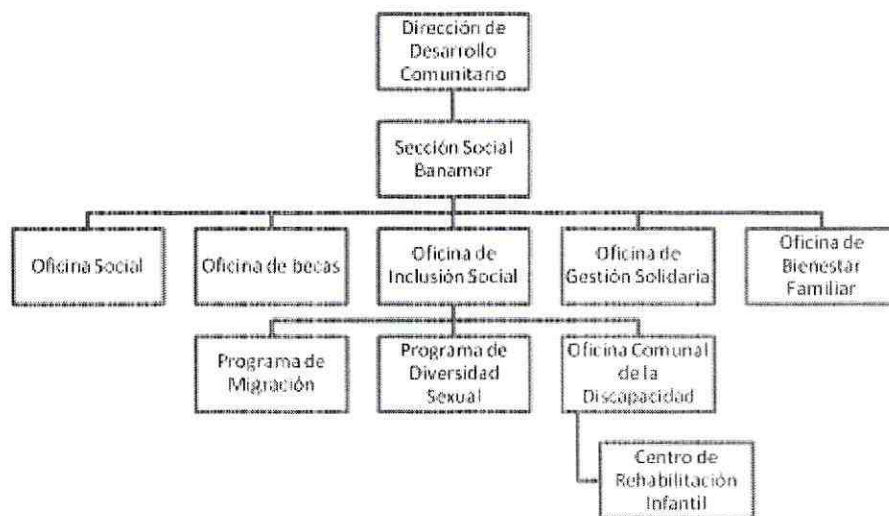 Dirección de
Desarrollo
Comunitario
Sección Social
Banamor
Oficina Social
Oficina de becas
Oficina de
Inclusión Social
Oficina de
Gestión Solidaria
Oficina de
Bienestar
Familiar
Programa de
Migración
Programa de
Diversidad
Sexual
Oficina Comunal
de la
Discapacidad
Centro de
Rehabilitación
Infantil